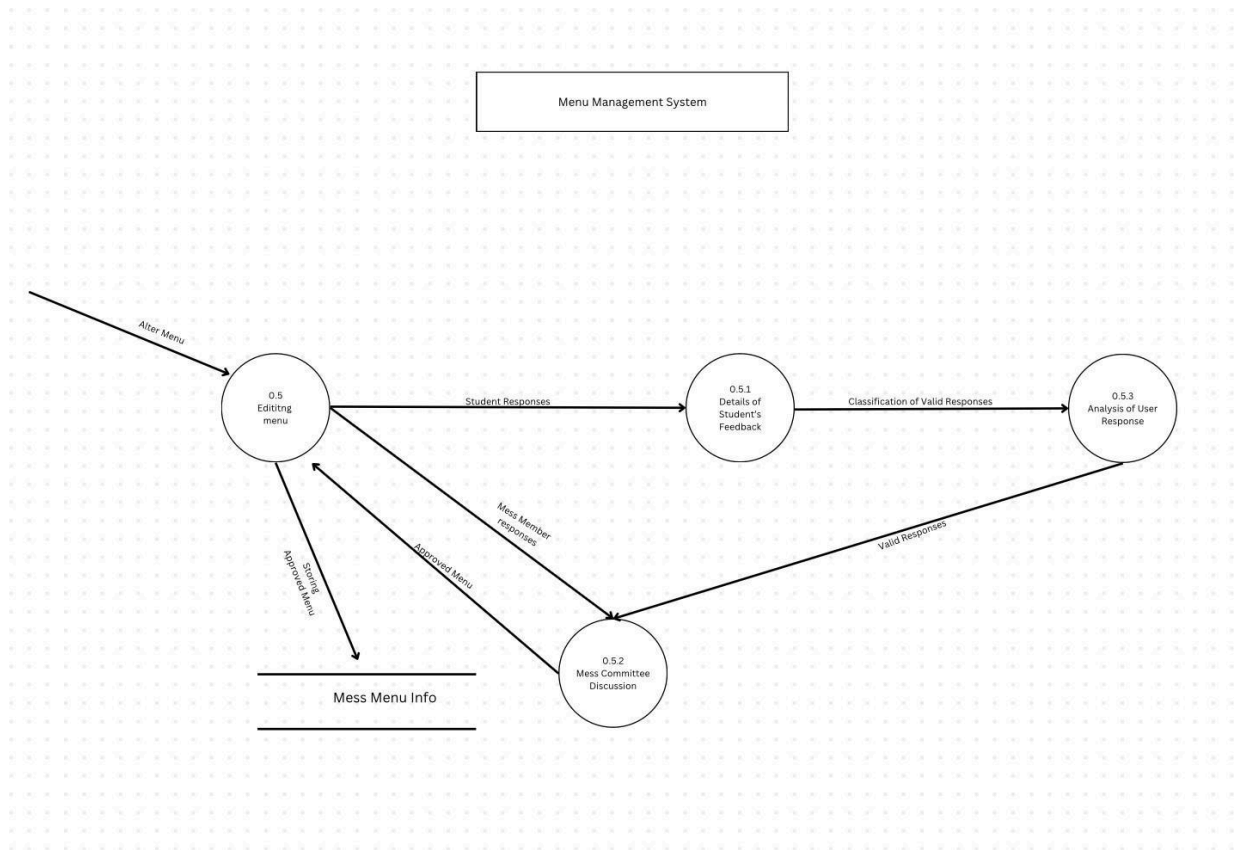 Menu Management System
Alter Menu
0.5
Edititng
menu
Student Responses
0.5.1
Details of
Student's
Feedback
Classification of Valid Responses
0.5.3
Analysis of User
Response
Mess Member
responses
Approved Menu
Valid Responses
Storing
Approved Menu
0.5.2
Mess Committee
Discussion
Mess Menu Info